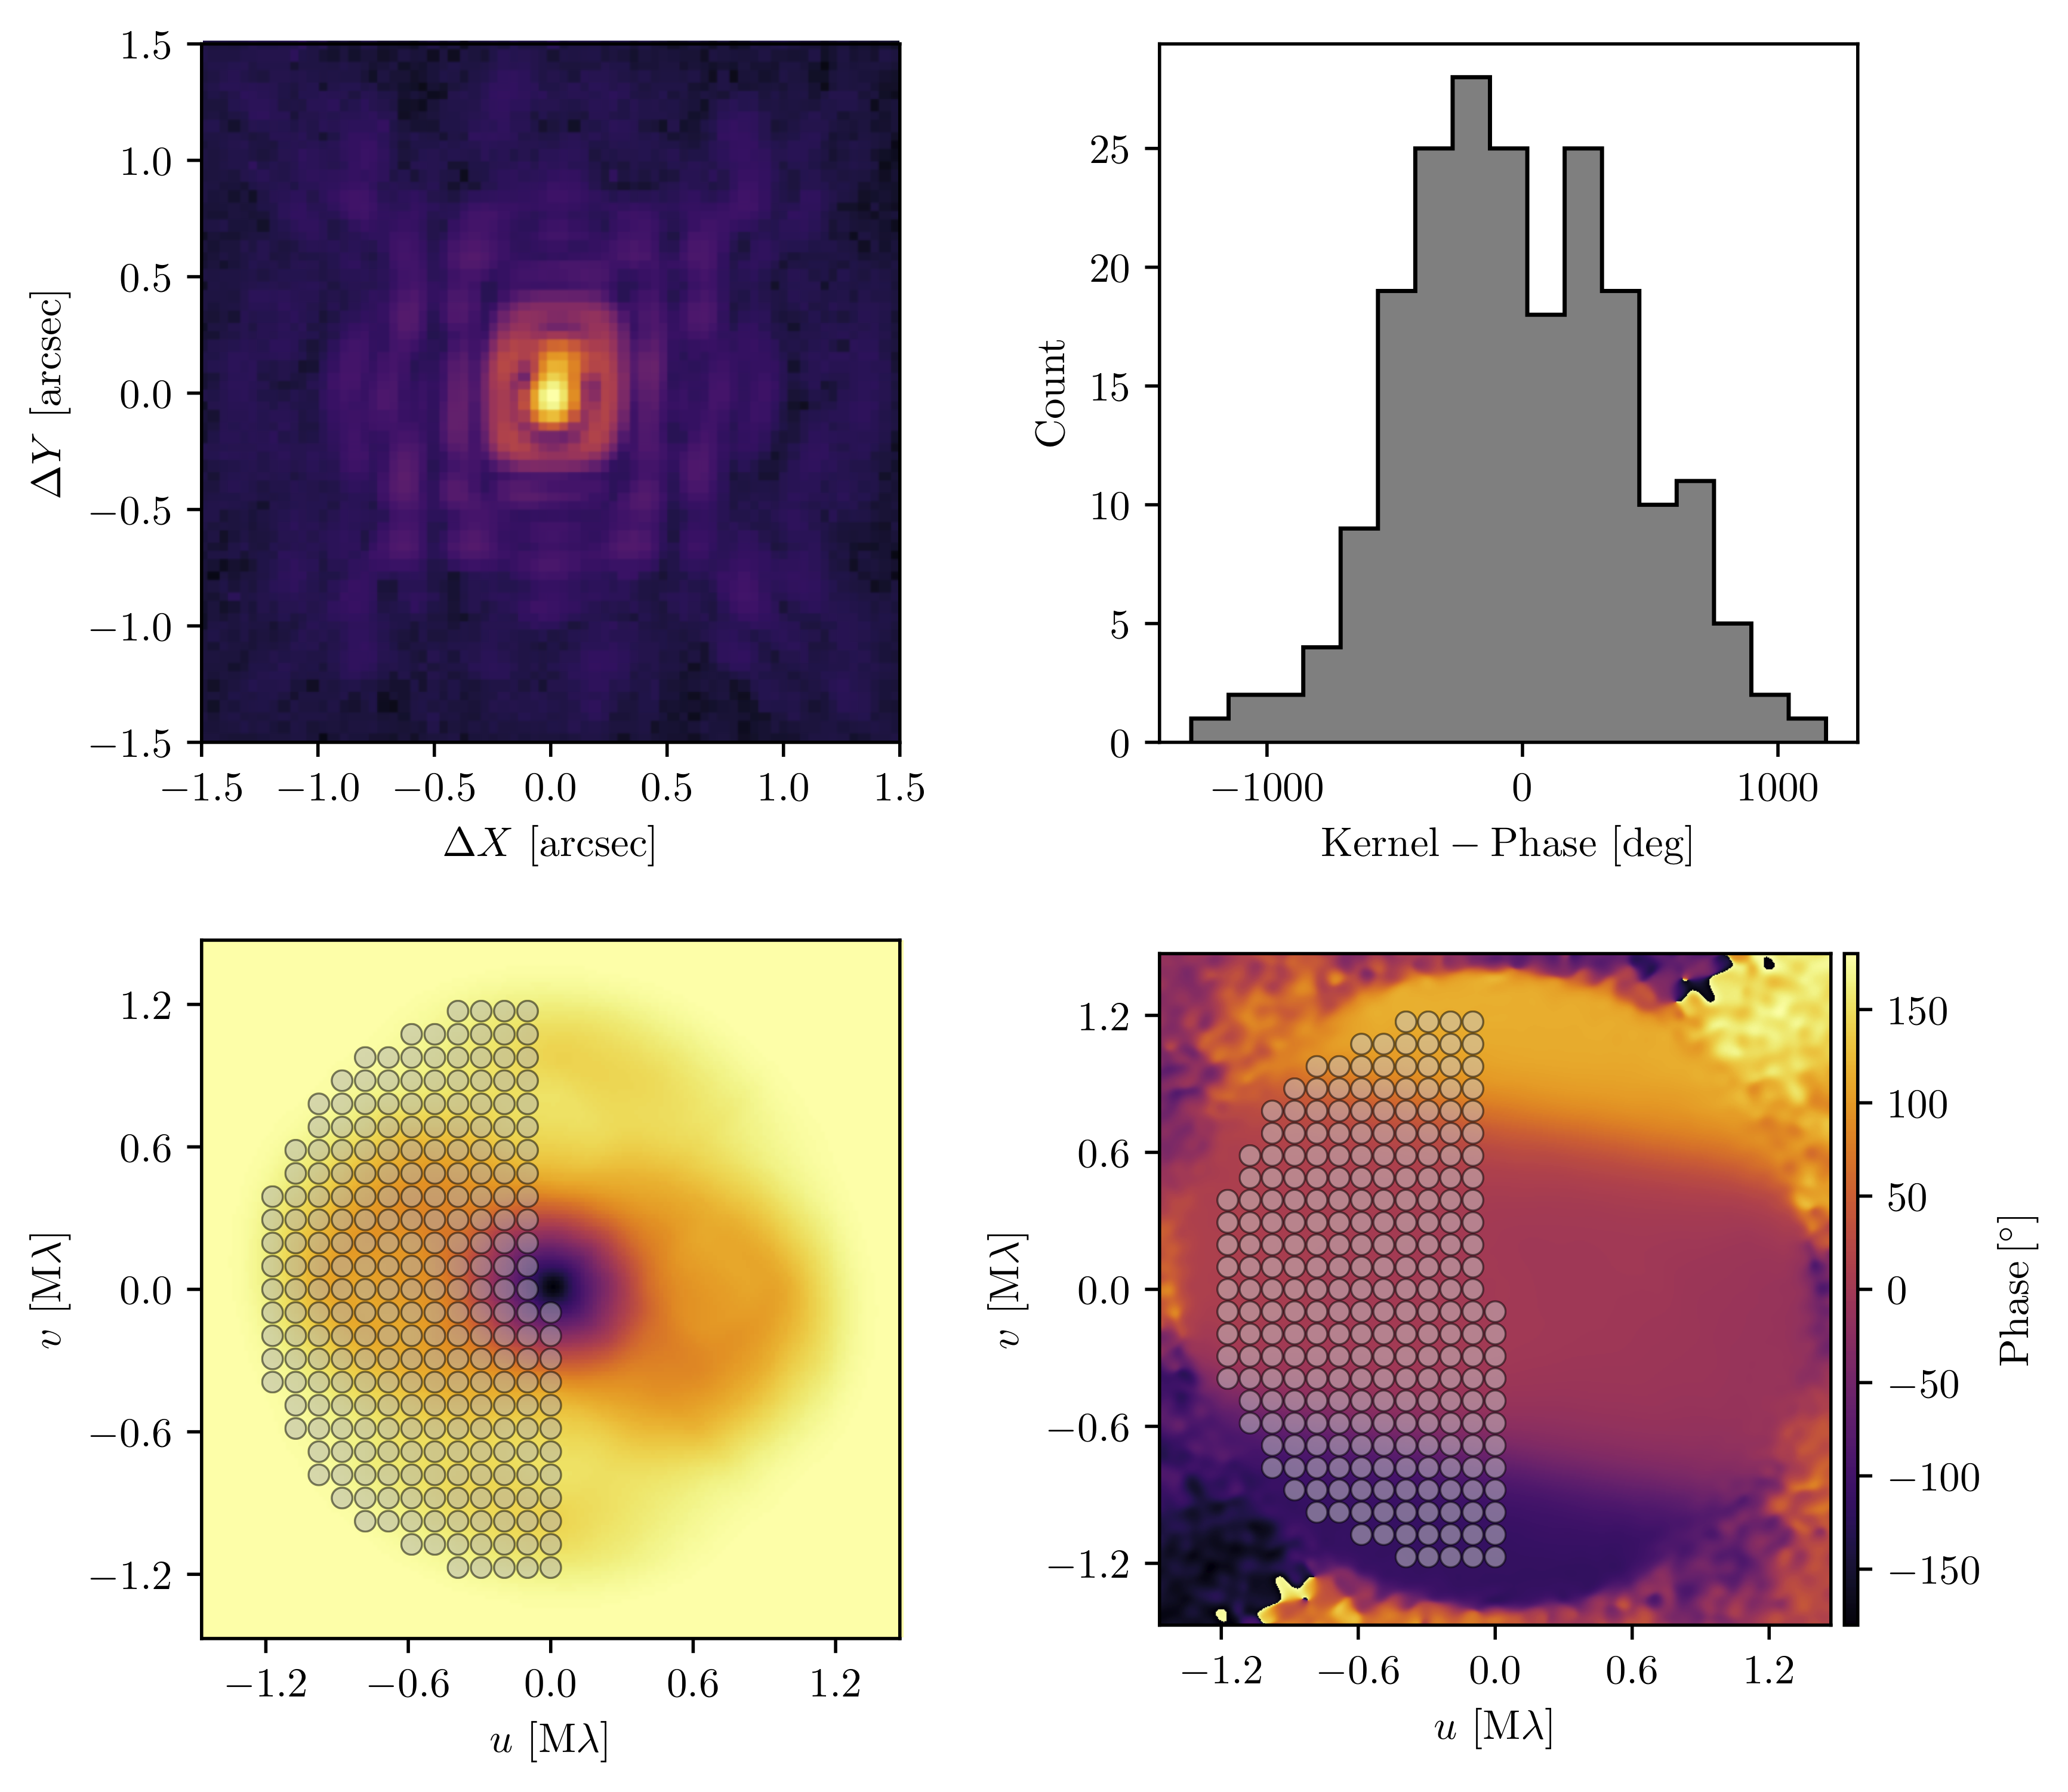 1.5
1.0
0.5
0.0
−0.5
−1.0
−1.5
ΔY [arcsec]
−1.5 −1.0 −0.5 0.0 0.5 1.0 1.5
ΔX [arcsec]
25
20
15
10
5
0
Count
−1000 0 1000
Kernel − Phase [deg]
1.2
0.6
0.0
−0.6
−1.2
v [Mλ]
−1.2 −0.6 0.0 0.6 1.2
u [Mλ]
1.2
0.6
0.0
−0.6
−1.2
v [Mλ]
−1.2 −0.6 0.0 0.6 1.2
u [Mλ]
150
100
50
0
−50
−100
−150
Phase [°]